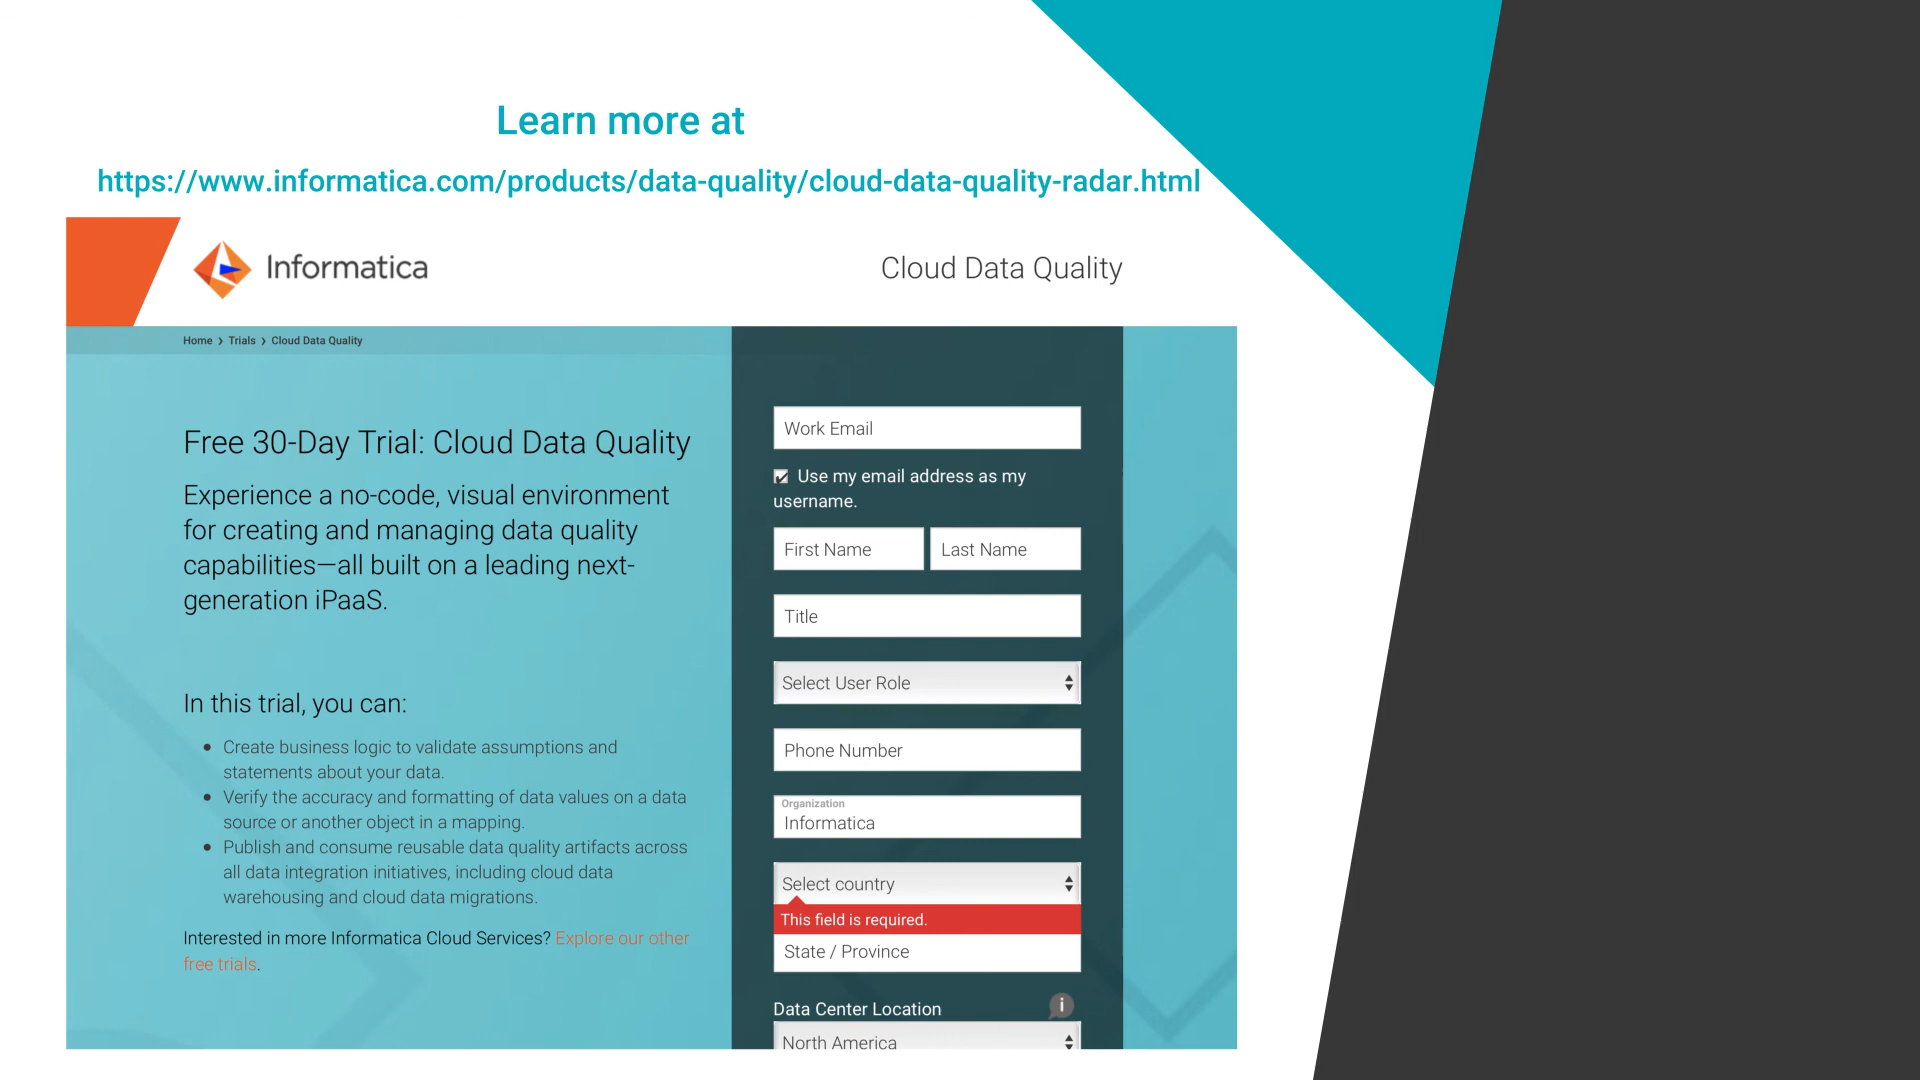 Learn more at
https://www.informatica.com/products/data-quality/cloud-data-quality-radar.html
Informatica
Cloud Data Quality
Home › Trials › Cloud Data Quality
Free 30-Day Trial: Cloud Data Quality
Experience a no-code, visual environment
for creating and managing data quality
capabilities—all built on a leading next-
generation iPaaS.
In this trial, you can:
• Create business logic to validate assumptions and
statements about your data.
• Verify the accuracy and formatting of data values on a data
source or another object in a mapping.
• Publish and consume reusable data quality artifacts across
all data integration initiatives, including cloud data
warehousing and cloud data migrations.
Interested in more Informatica Cloud Services? Explore our other
free trials.
Work Email
Use my email address as my
username.
First Name
Last Name
Title
Select User Role
Phone Number
Organization
Informatica
Select country
This field is required.
State / Province
Data Center Location
i
North America